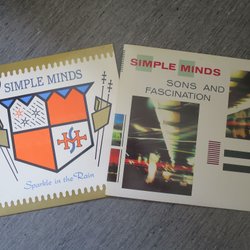 SIMPLE MINDS
Sparkle in the Rain
SIMPLE MINDS
SONS AND
FASCINATION